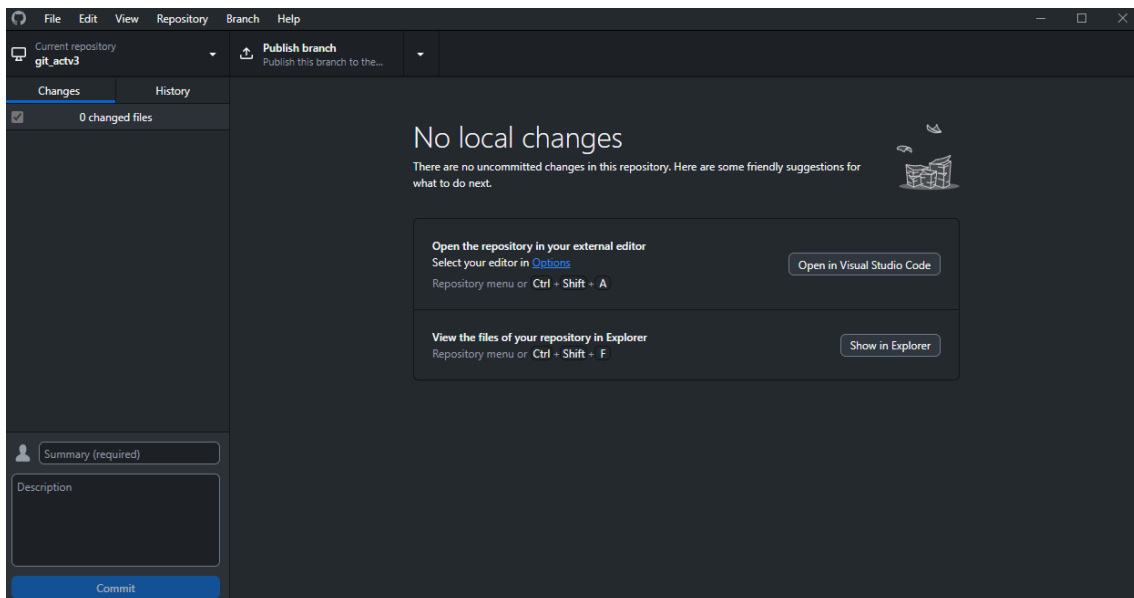 File Edit View Repository Branch Help
Current repository
git_actv3
Publish branch
Publish this branch to the...
Changes History
0 changed files
No local changes
There are no uncommitted changes in this repository. Here are some friendly suggestions for
what to do next.
Open the repository in your external editor
Select your editor in Options
Repository menu or Ctrl + Shift + A
Open in Visual Studio Code
View the files of your repository in Explorer
Repository menu or Ctrl + Shift + F
Show in Explorer
Summary (required)
Description
Commit